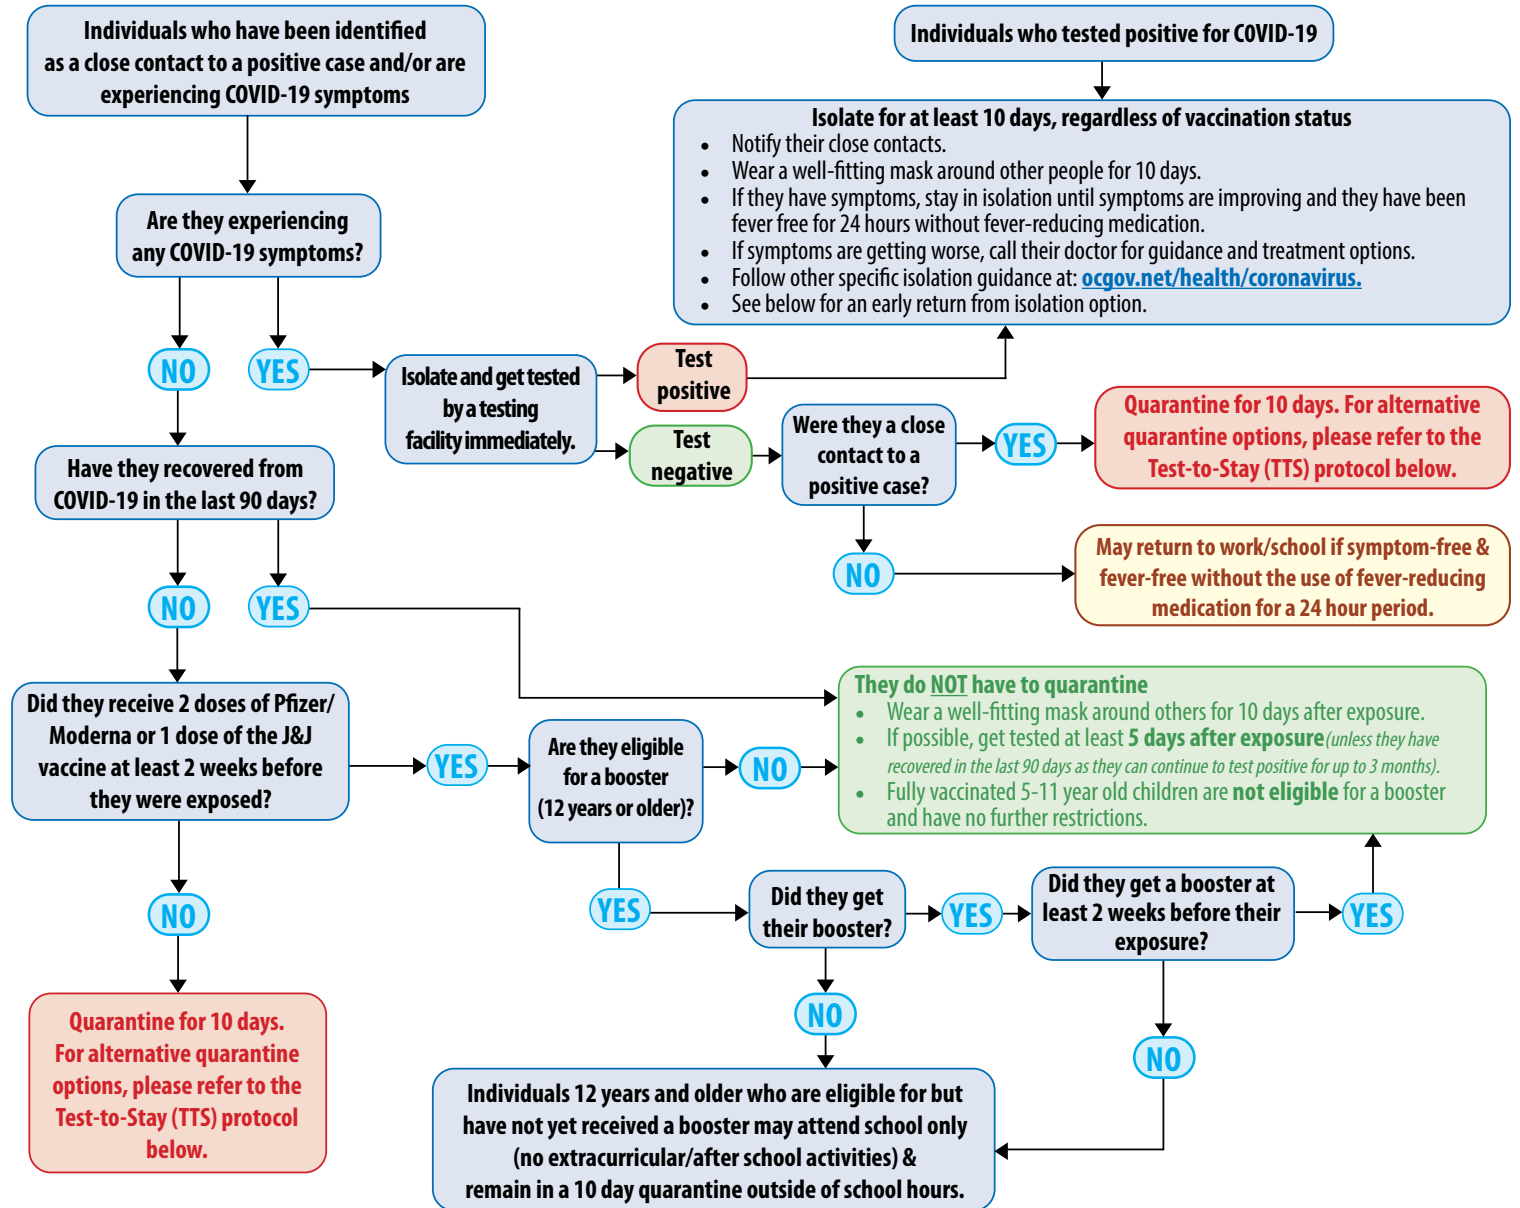 Individuals who have been identified
as a close contact to a positive case and/or are
experiencing COVID-19 symptoms
Individuals who tested positive for COVID-19
Isolate for at least 10 days, regardless of vaccination status
• Notify their close contacts.
• Wear a well-fitting mask around other people for 10 days.
• If they have symptoms, stay in isolation until symptoms are improving and they have been
fever free for 24 hours without fever-reducing medication.
• If symptoms are getting worse, call their doctor for guidance and treatment options.
• Follow other specific isolation guidance at: ocgov.net/health/coronavirus.
• See below for an early return from isolation option.
Are they experiencing
any COVID-19 symptoms?
NO
YES
Isolate and get tested
by a testing
facility immediately.
Test
positive
Test
negative
Were they a close
contact to a
positive case?
YES
Quarantine for 10 days. For alternative
quarantine options, please refer to the
Test-to-Stay (TTS) protocol below.
NO
May return to work/school if symptom-free &
fever-free without the use of fever-reducing
medication for a 24 hour period.
Have they recovered from
COVID-19 in the last 90 days?
NO
YES
They do NOT have to quarantine
• Wear a well-fitting mask around others for 10 days after exposure.
• If possible, get tested at least 5 days after exposure (unless they have
recovered in the last 90 days as they can continue to test positive for up to 3 months).
• Fully vaccinated 5-11 year old children are not eligible for a booster
and have no further restrictions.
Did they receive 2 doses of Pfizer/
Moderna or 1 dose of the J&J
vaccine at least 2 weeks before
they were exposed?
YES
Are they eligible
for a booster
(12 years or older)?
NO
YES
Did they get
their booster?
YES
Did they get a booster at
least 2 weeks before their
exposure?
YES
NO
NO
NO
Quarantine for 10 days.
For alternative quarantine
options, please refer to the
Test-to-Stay (TTS) protocol
below.
Individuals 12 years and older who are eligible for but
have not yet received a booster may attend school only
(no extracurricular/after school activities) &
remain in a 10 day quarantine outside of school hours.